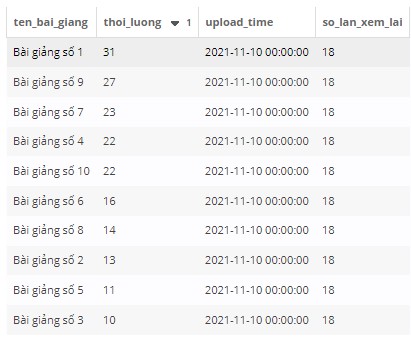 ten_bai_giang thoi_luong 1 upload_time so_lan_xem_lai
Bài giảng số 1 31 2021-11-10 00:00:00 18
Bài giảng số 9 27 2021-11-10 00:00:00 18
Bài giảng số 7 23 2021-11-10 00:00:00 18
Bài giảng số 4 22 2021-11-10 00:00:00 18
Bài giảng số 10 22 2021-11-10 00:00:00 18
Bài giảng số 6 16 2021-11-10 00:00:00 18
Bài giảng số 8 14 2021-11-10 00:00:00 18
Bài giảng số 2 13 2021-11-10 00:00:00 18
Bài giảng số 5 11 2021-11-10 00:00:00 18
Bài giảng số 3 10 2021-11-10 00:00:00 18